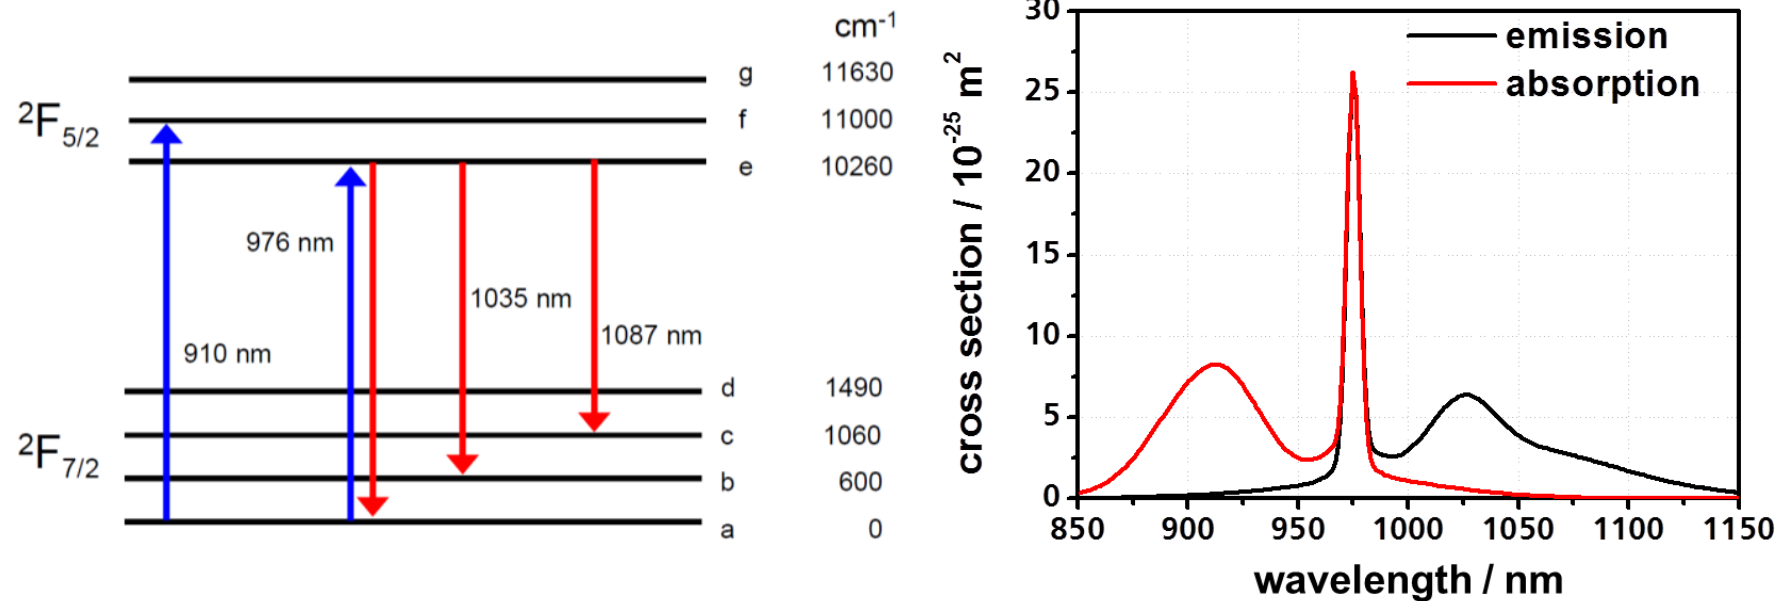 cm⁻¹
g 11630
²F₅/₂
f 11000
e 10260
976 nm
1035 nm
1087 nm
910 nm
d 1490
²F₇/₂
c 1060
b 600
a 0
30
25
20
15
10
5
0
cross section / 10⁻²⁵ m²
emission
absorption
850 900 950 1000 1050 1100 1150
wavelength / nm